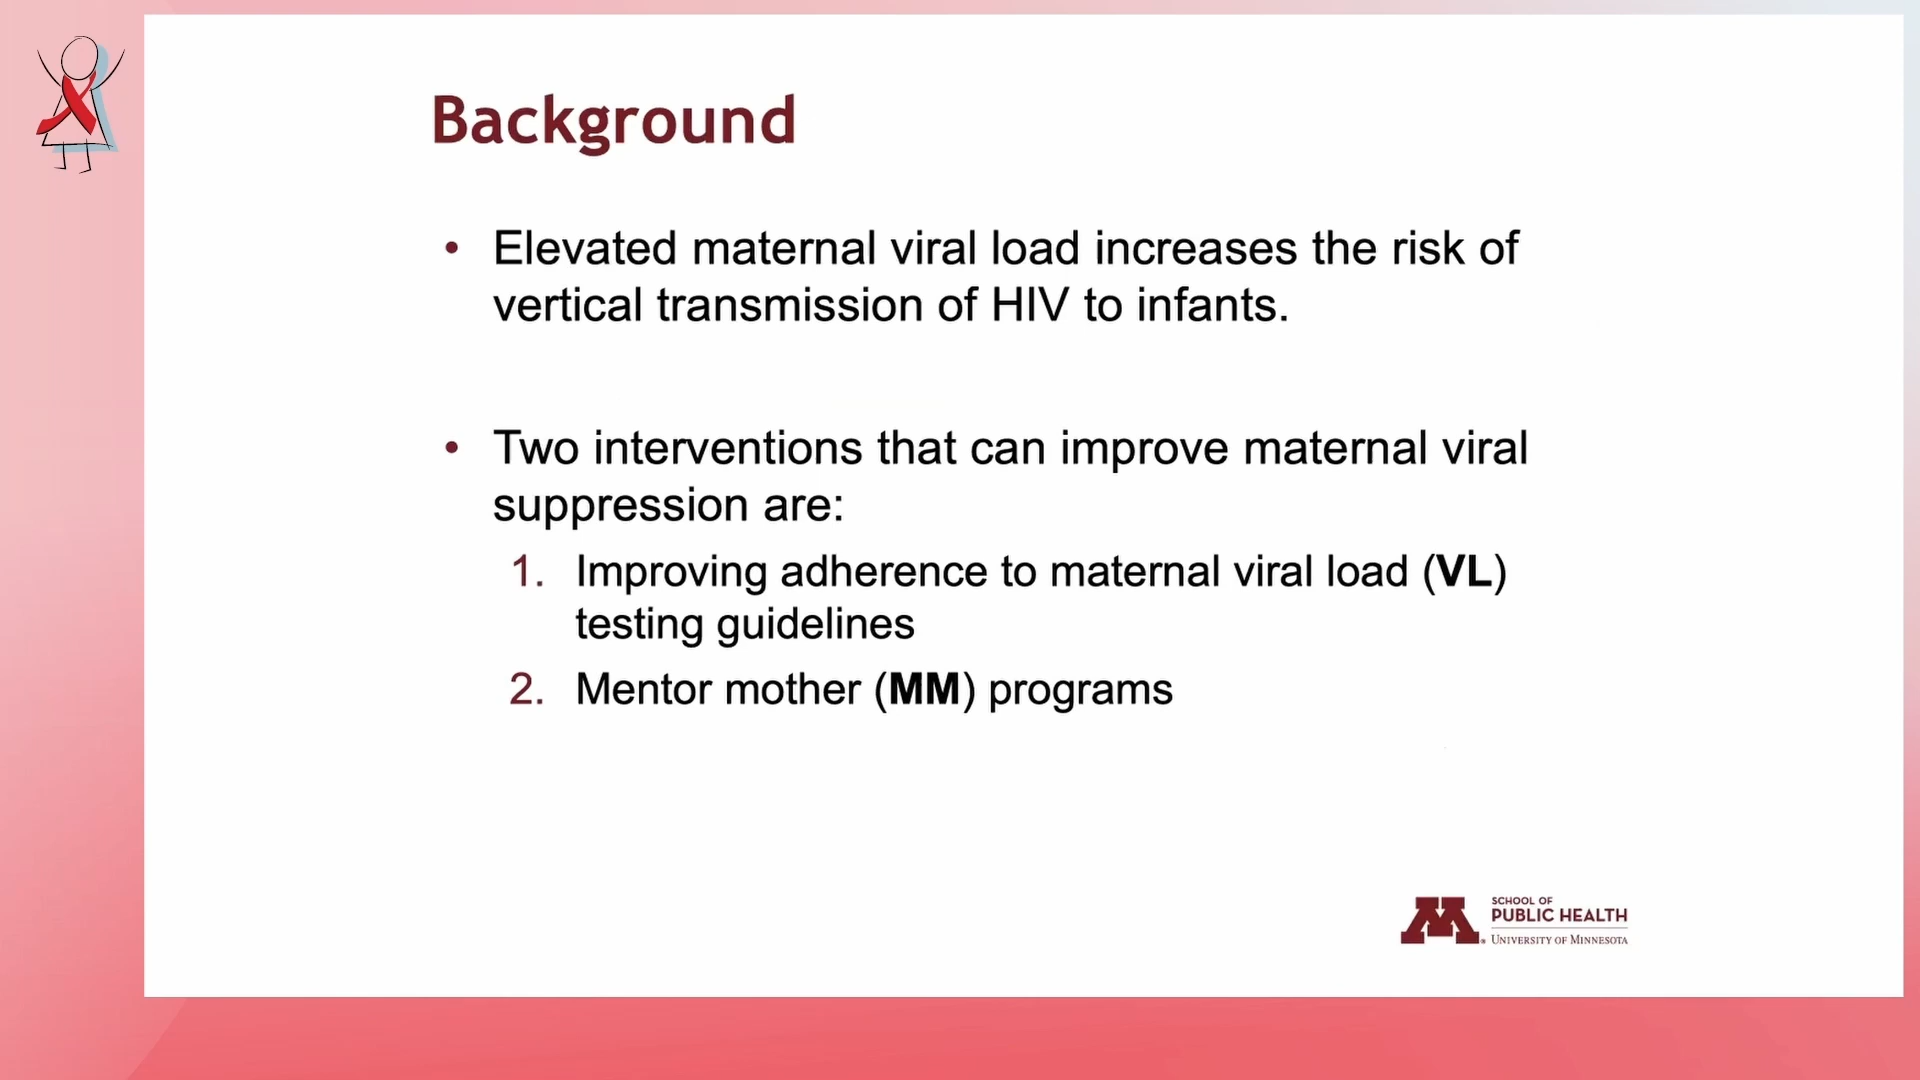 Background
• Elevated maternal viral load increases the risk of
vertical transmission of HIV to infants.
• Two interventions that can improve maternal viral
suppression are:
1. Improving adherence to maternal viral load (VL)
testing guidelines
2. Mentor mother (MM) programs
M®
SCHOOL OF
PUBLIC HEALTH
UNIVERSITY OF MINNESOTA